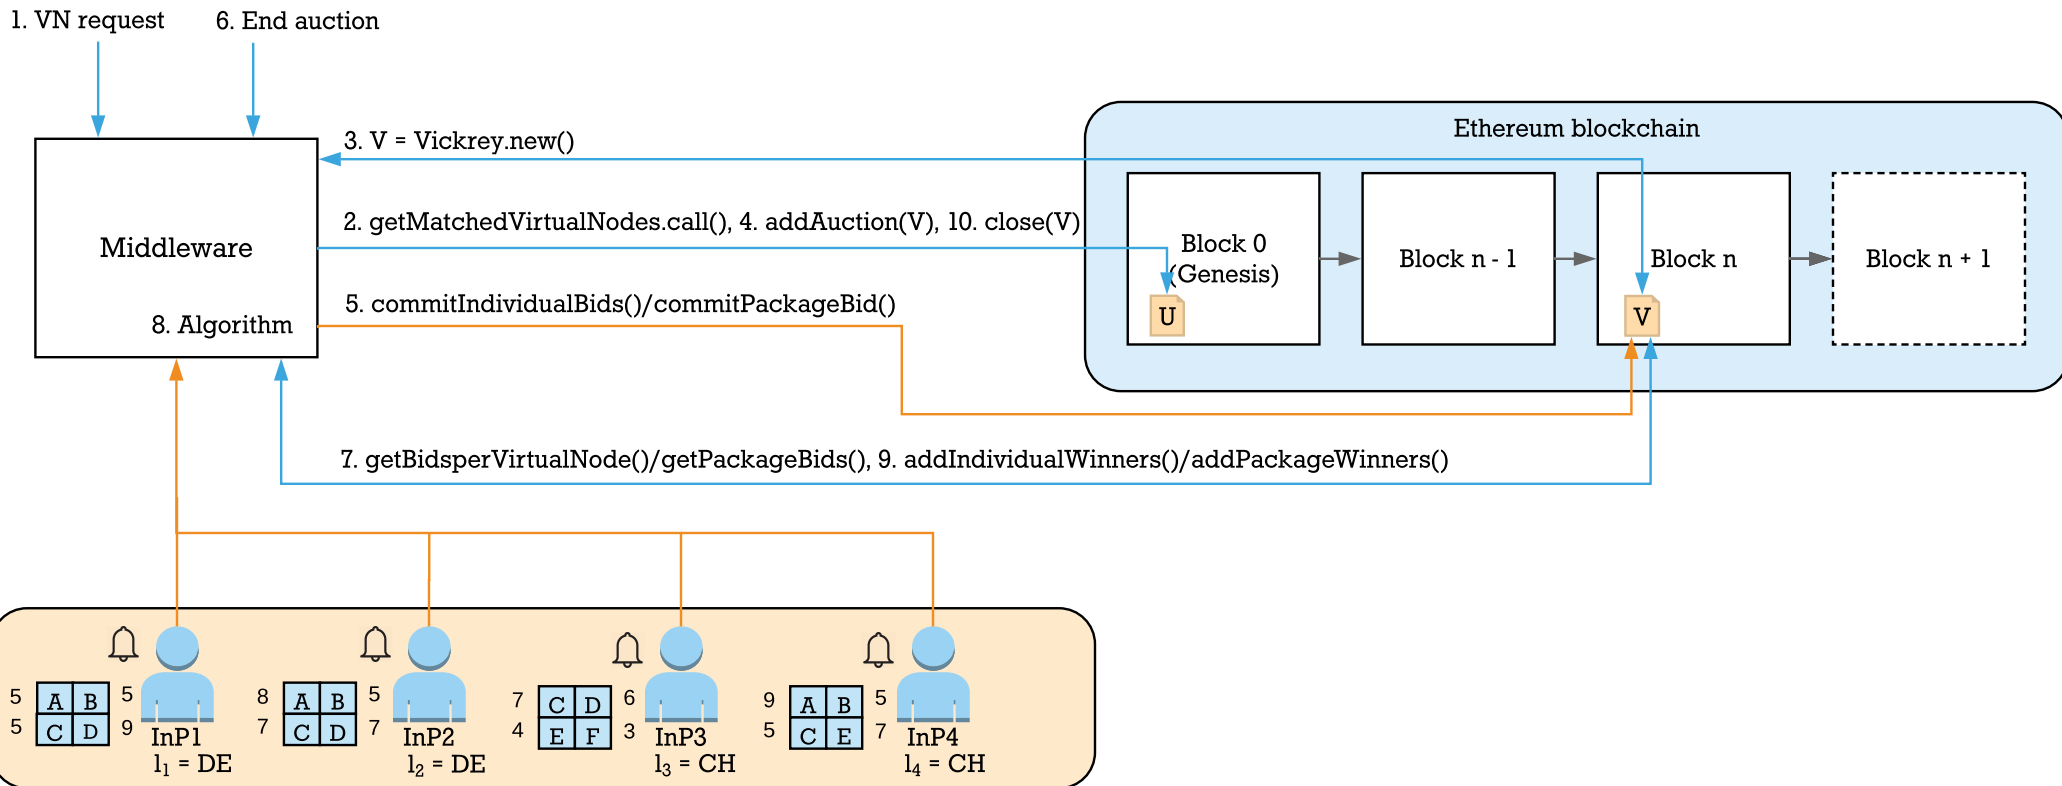 1. VN request
6. End auction
3. V = Vickrey.new()
Ethereum blockchain
2. getMatchedVirtualNodes.call(), 4. addAuction(V), 10. close(V)
Middleware
Block 0
(Genesis)
Block n - 1
Block n
Block n + 1
U
V
5. commitIndividualBids()/commitPackageBid()
8. Algorithm
7. getBidsperVirtualNode()/getPackageBids(), 9. addIndividualWinners()/addPackageWinners()
5 A B 5
5 C D 9
InP1
l₁ = DE
8 A B 5
7 C D 7
InP2
l₂ = DE
7 C D 6
4 E F 3
InP3
l₃ = CH
9 A B 5
5 C E 7
InP4
l₄ = CH